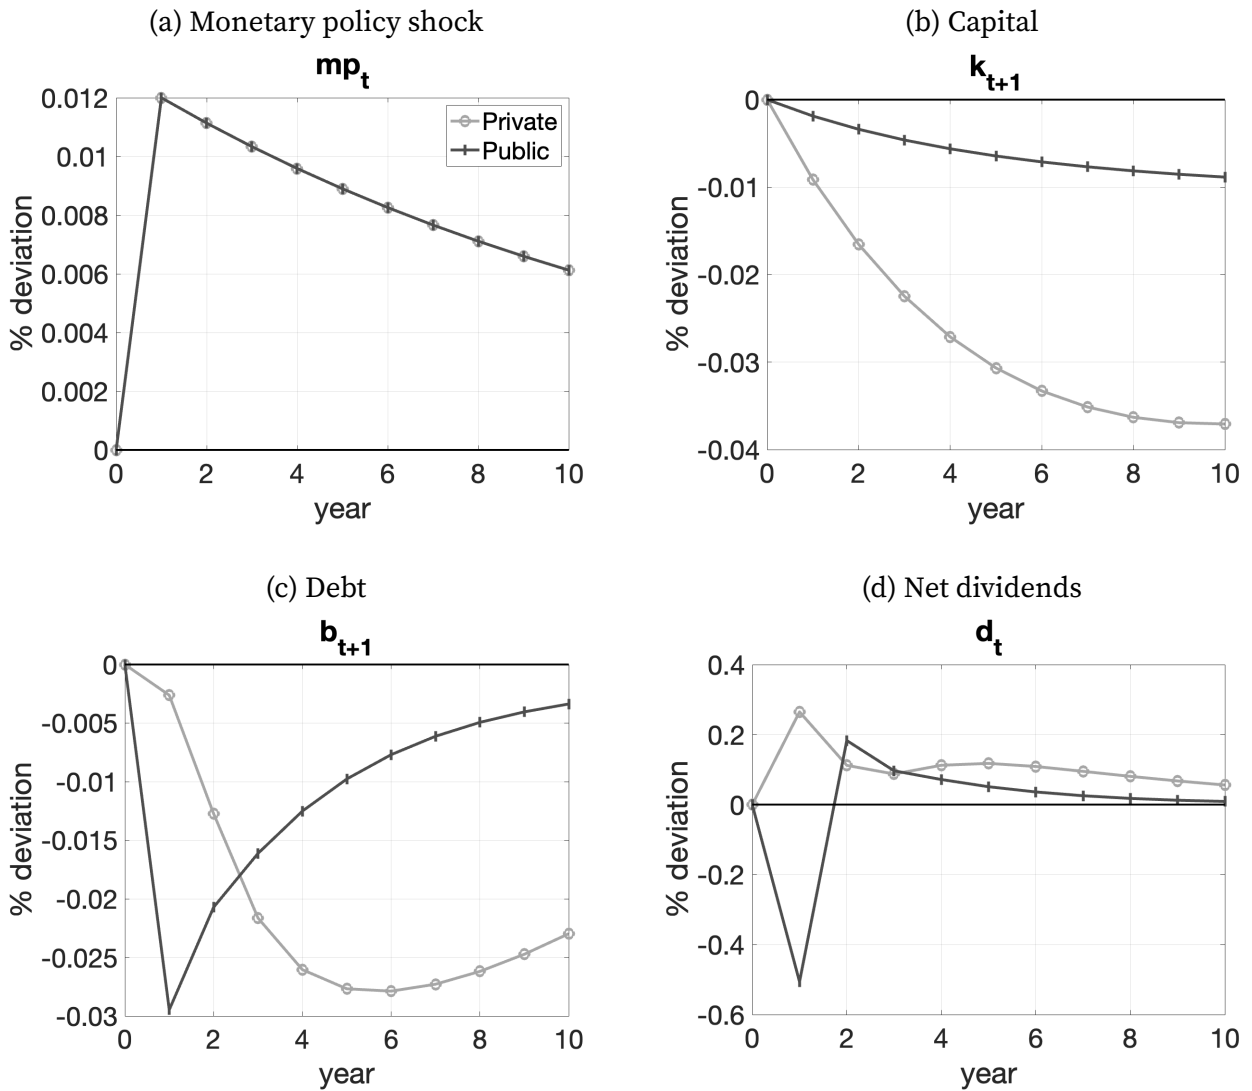 (a) Monetary policy shock
mp_t
% deviation
0.012
0.01
0.008
0.006
0.004
0.002
0
Private
Public
0 2 4 6 8 10
year
(b) Capital
k_{t+1}
% deviation
0
-0.01
-0.02
-0.03
-0.04
0 2 4 6 8 10
year
(c) Debt
b_{t+1}
% deviation
0
-0.005
-0.01
-0.015
-0.02
-0.025
-0.03
0 2 4 6 8 10
year
(d) Net dividends
d_t
% deviation
0.4
0.2
0
-0.2
-0.4
-0.6
0 2 4 6 8 10
year